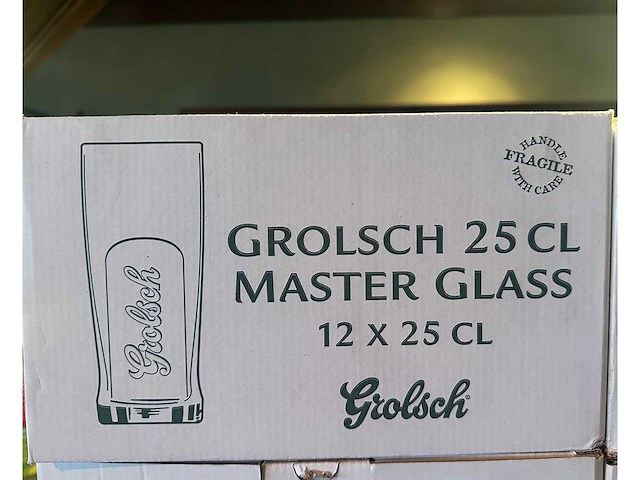 HANDLE
FRAGILE
WITH CARE
GROLSCH 25 CL
MASTER GLASS
12 X 25 CL
Grolsch
Grolsch®